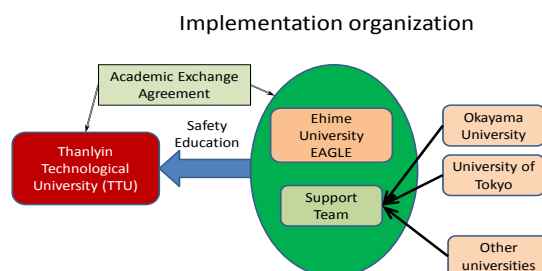 Implementation organization
Academic Exchange
Agreement
Safety
Education
Thanlyin
Technological
University (TTU)
Ehime
University
EAGLE
Support
Team
Okayama
University
University of
Tokyo
Other
universities